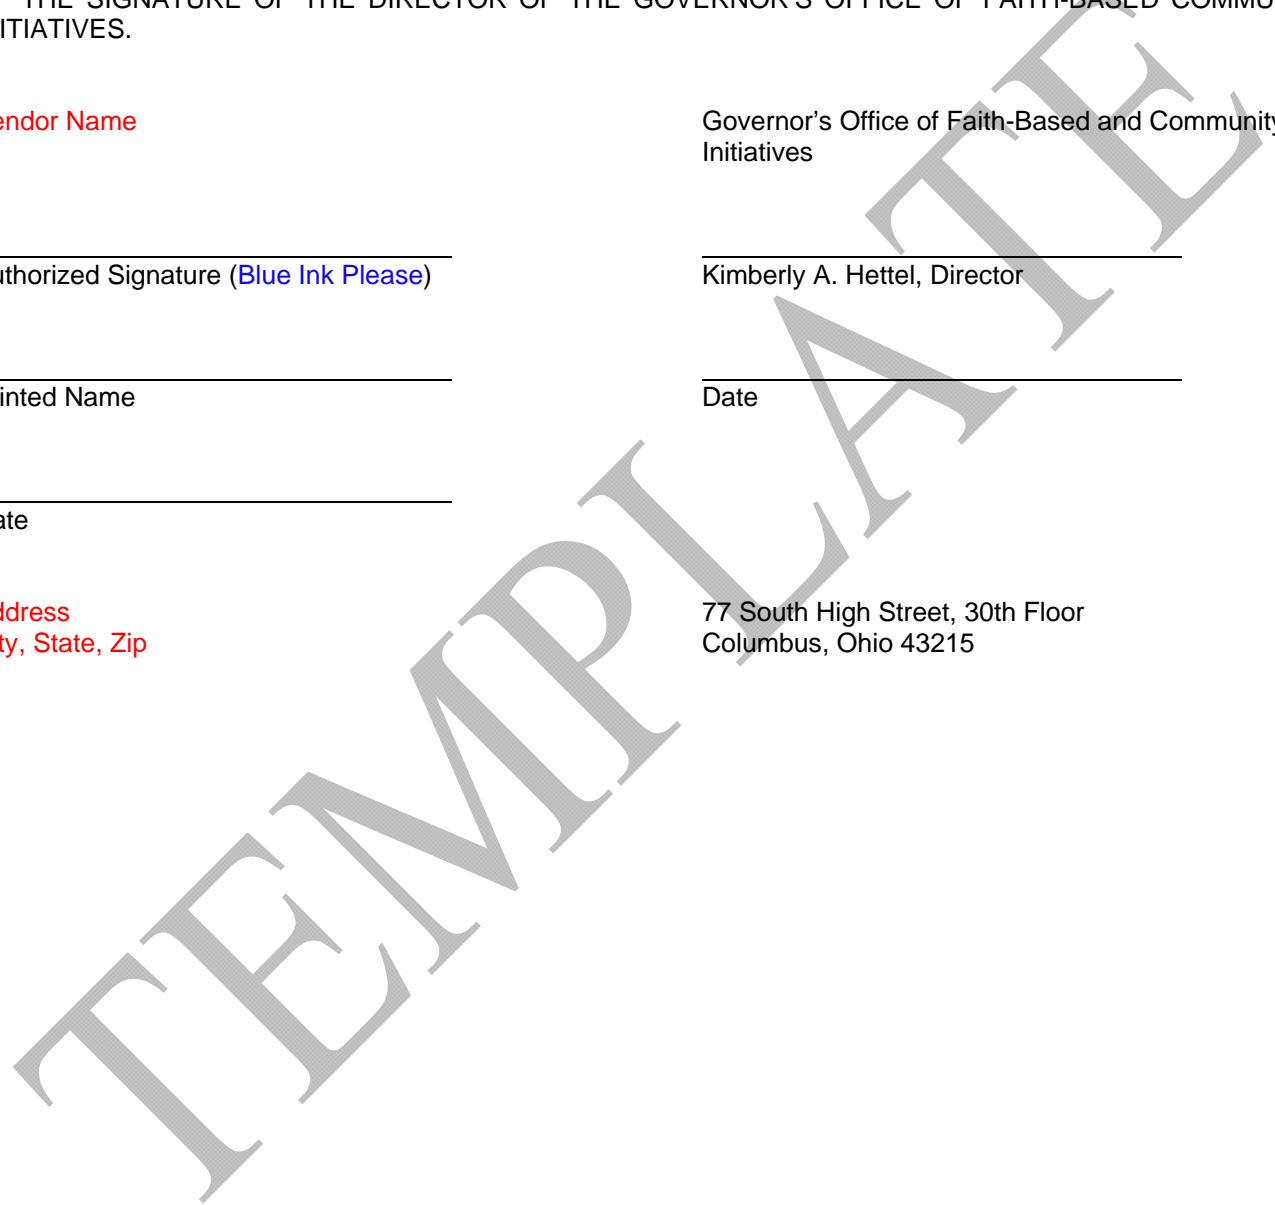 THE SIGNATURE OF THE DIRECTOR OF THE GOVERNOR'S OFFICE OF FAITH-BASED COMMU
ITIATIVES.
endor Name
Governor's Office of Faith-Based and Community
Initiatives
uthorized Signature (Blue Ink Please)
Kimberly A. Hettel, Director
inted Name
Date
ate
ddress
ty, State, Zip
77 South High Street, 30th Floor
Columbus, Ohio 43215
TEMPLATE